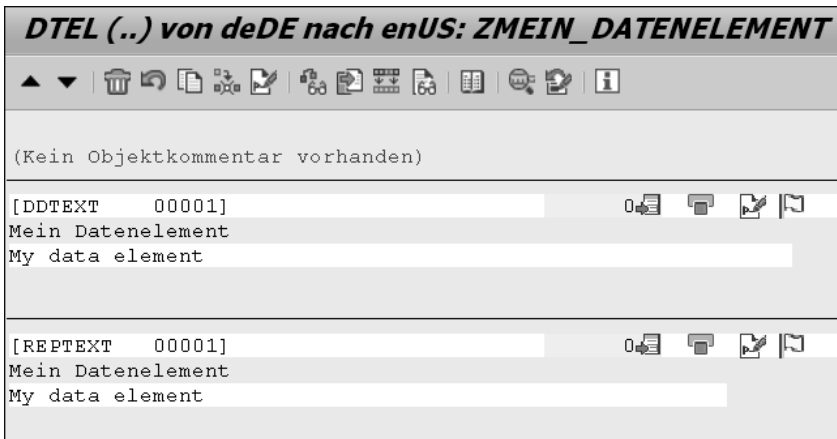 DTEL (..) von deDE nach enUS: ZMEIN_DATENELEMENT
(Kein Objektkommentar vorhanden)
[DDTEXT 00001] 0
Mein Datenelement
My data element
[REPTEXT 00001] 0
Mein Datenelement
My data element